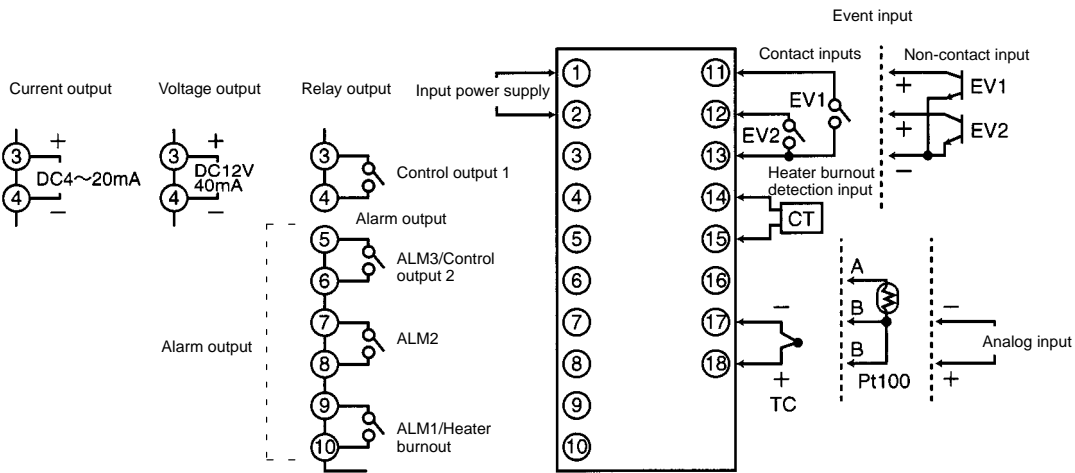 Event input
Contact inputs
Non-contact input
Current output
Voltage output
Relay output
Input power supply
1
2
3
4
5
6
7
8
9
10
11
12
13
14
15
16
17
18
EV1
EV2
+
EV1
+
EV2
−
Heater burnout
detection input
CT
3
+
DC4～20mA
4
−
3
+
DC12V
40mA
4
−
3
4
Control output 1
Alarm output
Alarm output
5
6
ALM3/Control
output 2
7
8
ALM2
9
10
ALM1/Heater
burnout
−
+
TC
A
B
B
Pt100
−
+
Analog input